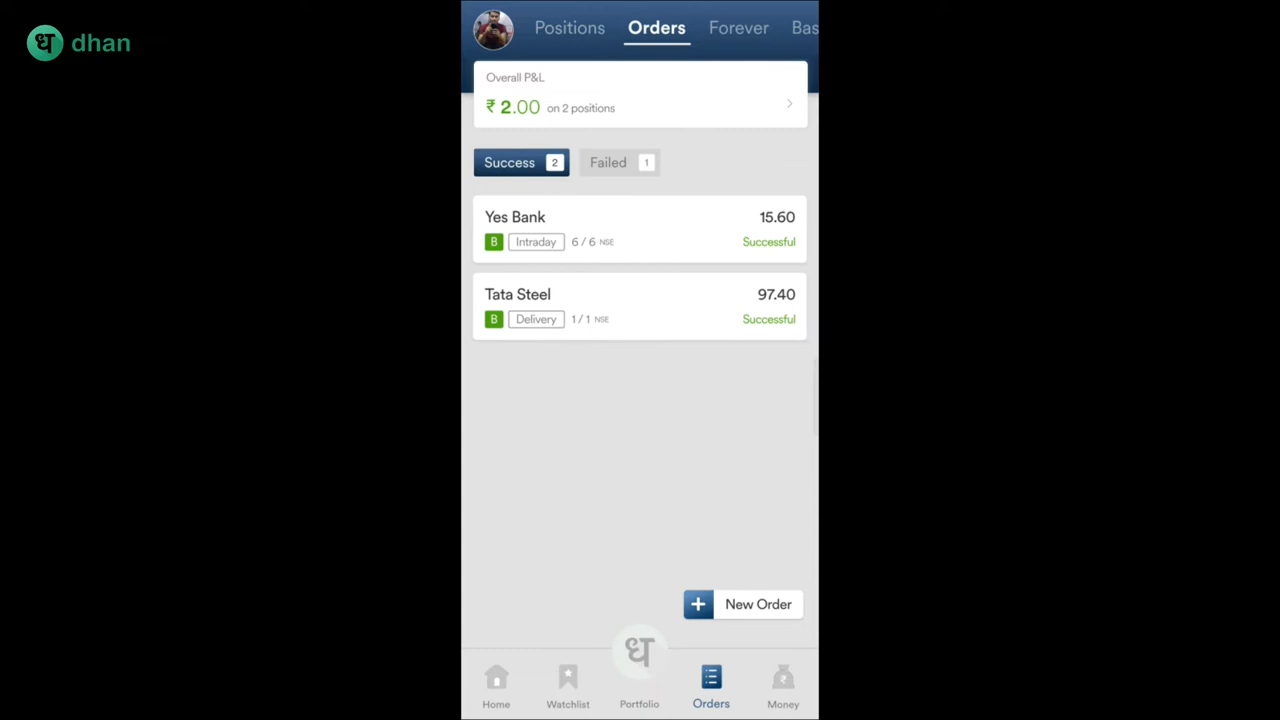 ध dhan
Positions Orders Forever Bas
Overall P&L
₹ 2.00 on 2 positions
Success 2 Failed 1
Yes Bank 15.60
B Intraday 6 / 6 NSE Successful
Tata Steel 97.40
B Delivery 1 / 1 NSE Successful
+ New Order
ध
Home Watchlist Portfolio Orders Money